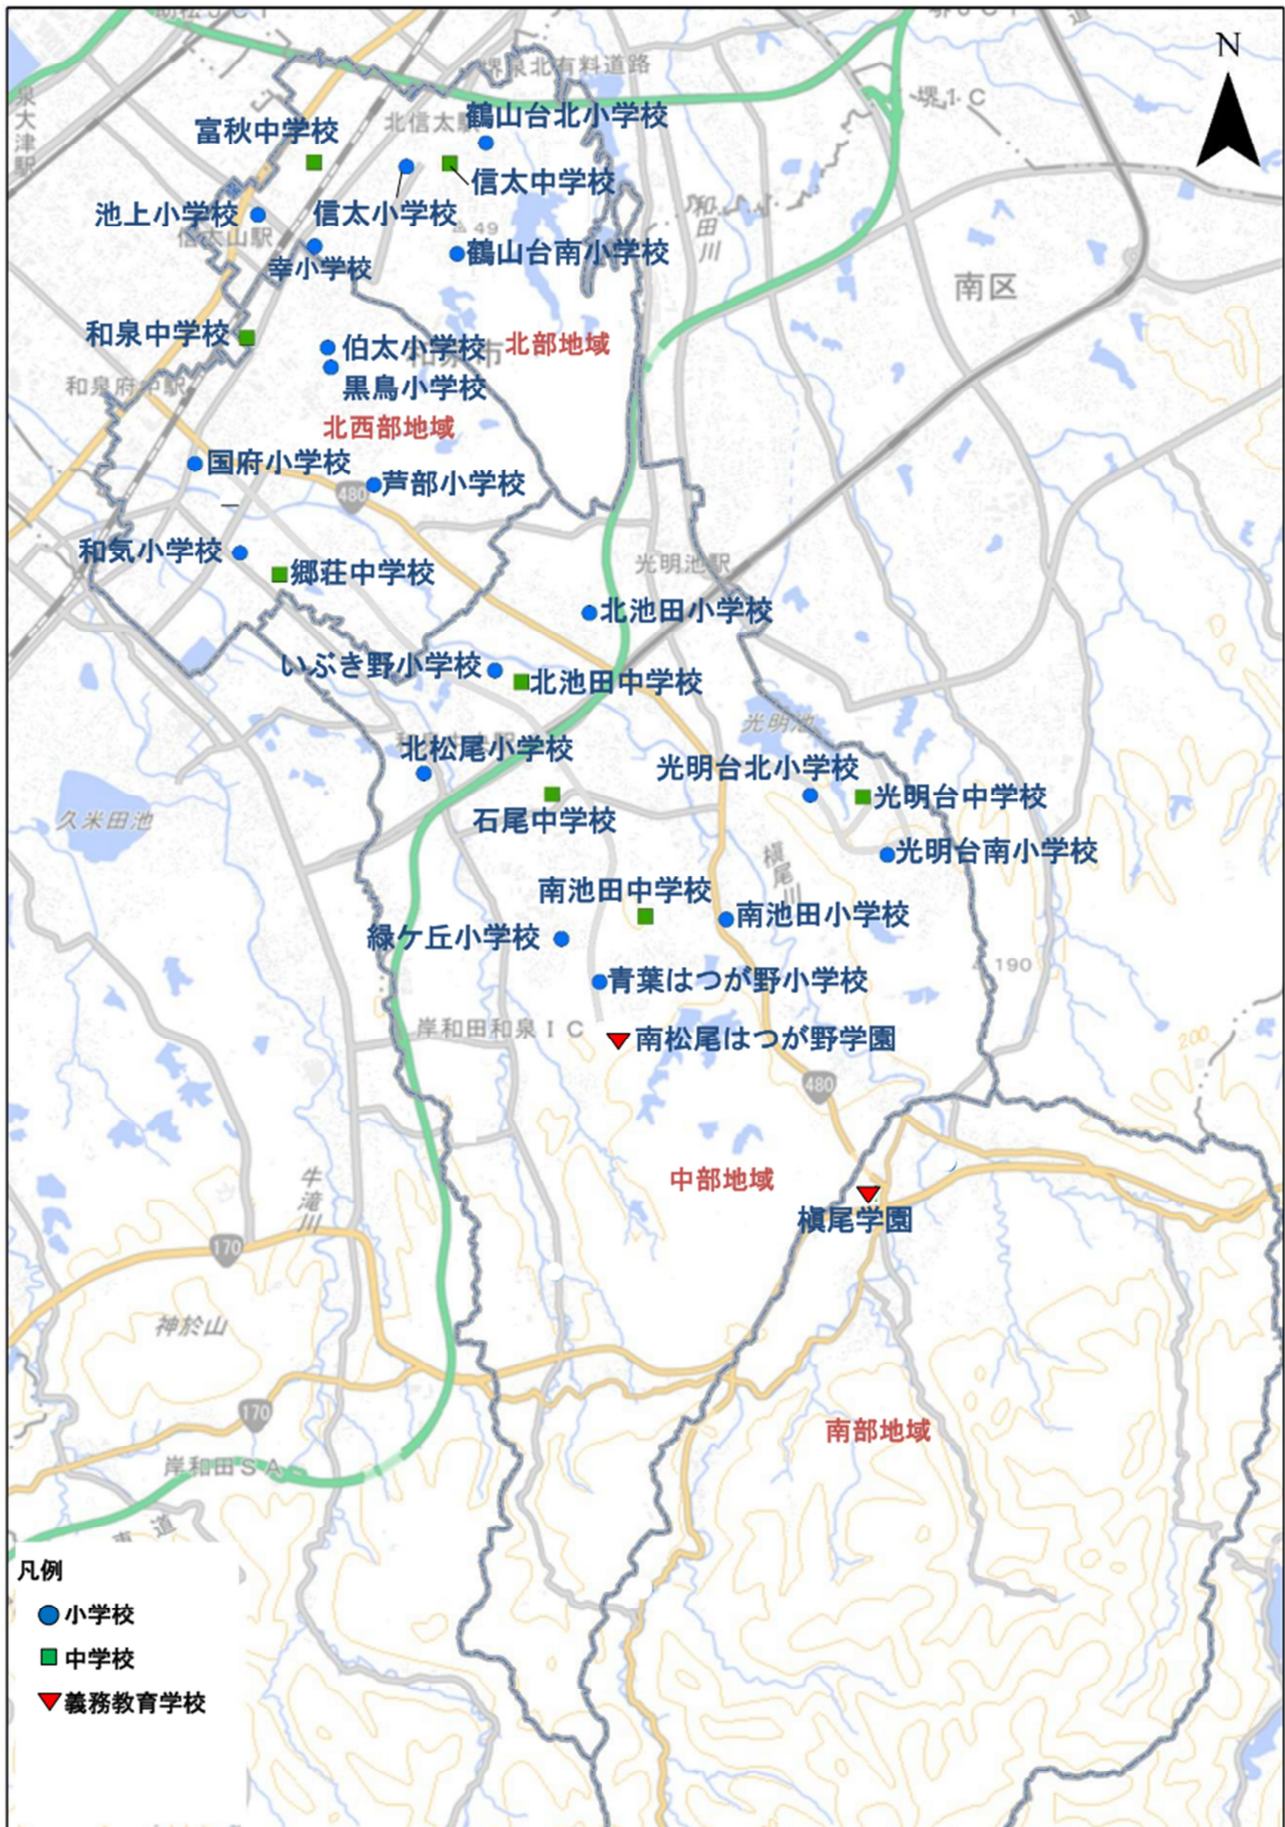 堺泉北有料道路
N
堺IC
泉大津駅
鶴山台北小学校
富秋中学校
北信太駅
信太中学校
池上小学校
信太小学校
和田川
信太山駅
49
鶴山台南小学校
幸小学校
南区
和泉中学校
伯太小学校
和泉市
北部地域
和泉府中駅
黒鳥小学校
北西部地域
国府小学校
芦部小学校
480
和気小学校
光明池駅
郷荘中学校
北池田小学校
いぶき野小学校
北池田中学校
光明池
北松尾小学校
光明台北小学校
光明台中学校
久米田池
石尾中学校
光明台南小学校
槇尾川
南池田中学校
南池田小学校
緑ケ丘小学校
190
青葉はつが野小学校
岸和田和泉IC
南松尾はつが野学園
200
480
牛滝川
中部地域
槇尾学園
170
神於山
170
南部地域
岸和田SA
道
凡例
小学校
中学校
義務教育学校